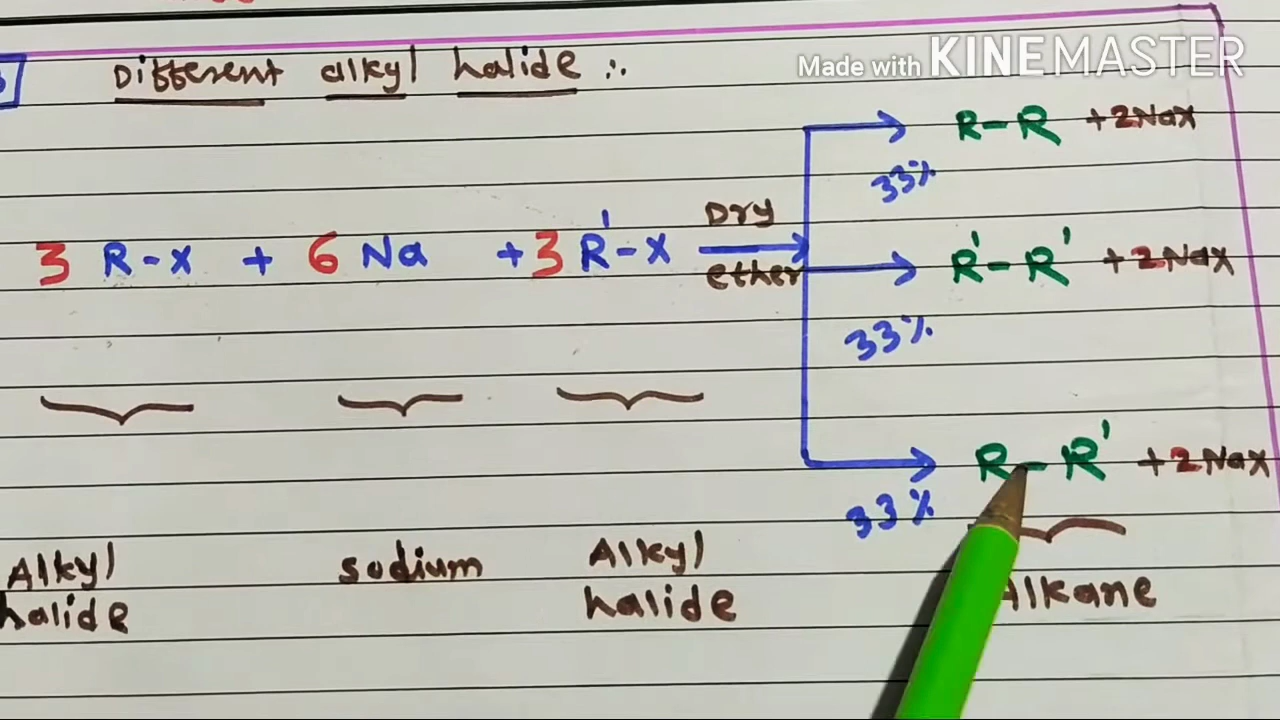 Different alkyl halide :.
Made with KINEMASTER
R-R + 2Nax
33%
3 R-x + 6 Na + 3 R'-x Dry ether
R'-R' + 2Nax
33%
R-R' + 2Nax
33%
Alkyl halide
sodium
Alkyl halide
Alkane